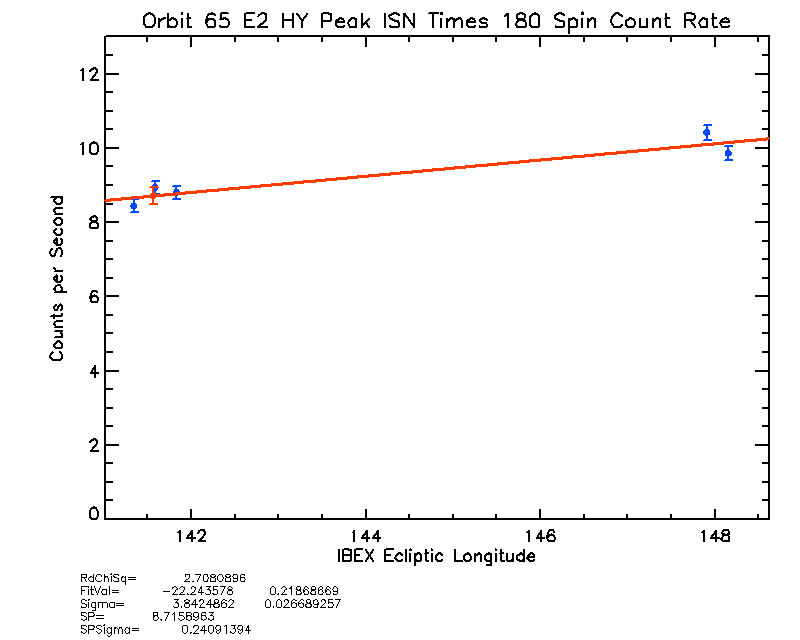 Orbit 65 E2 HY Peak ISN Times 180 Spin Count Rate
12
10
8
6
4
2
0
Counts per Second
142 144 146 148
IBEX Ecliptic Longitude
RdChiSq= 2.7080896
FitVal= -22.243578 0.21868669
Sigma= 3.8424862 0.026689257
SP= 8.7158963
SPSigma= 0.24091394